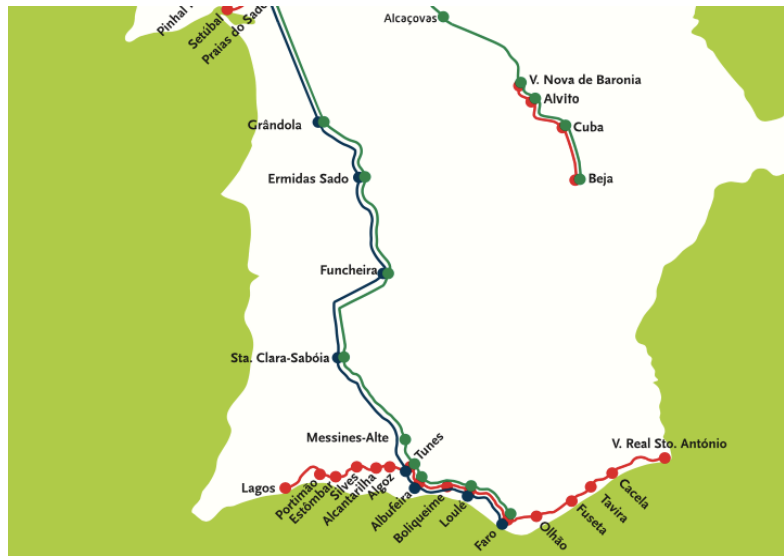 Pinhal
Setúbal
Praias do Sado
Alcaçovas
V. Nova de Baronia
Alvito
Cuba
Beja
Grândola
Ermidas Sado
Funcheira
Sta. Clara-Sabóia
Messines-Alte
Tunes
V. Real Sto. António
Lagos
Portimão
Estômbar
Silves
Alcantarilha
Algoz
Albufeira
Boliqueime
Loulé
Faro
Olhão
Fuseta
Tavira
Cacela